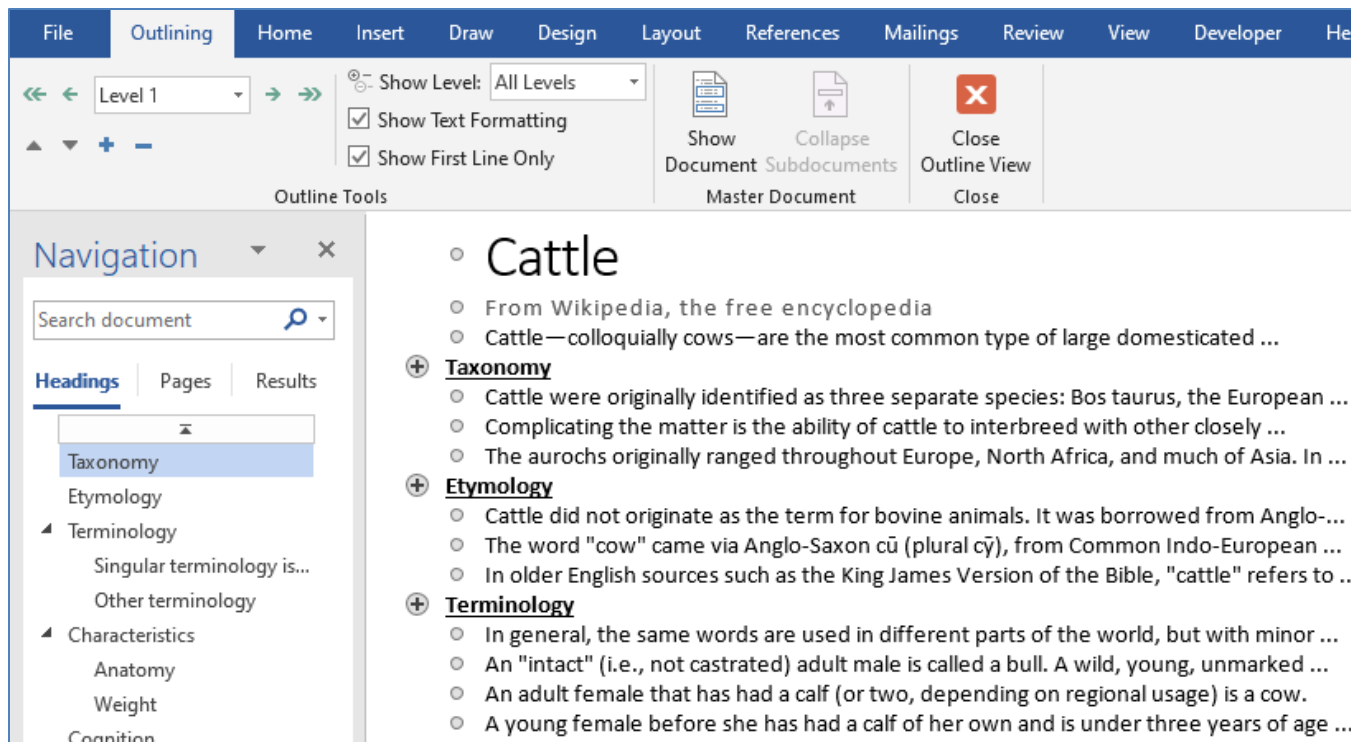 File Outlining Home Insert Draw Design Layout References Mailings Review View Developer He
Level 1
Show Level: All Levels
Show Text Formatting
Show First Line Only
Outline Tools
Show Document
Collapse Subdocuments
Master Document
Close Outline View
Close
Navigation
Search document
Headings Pages Results
Taxonomy
Etymology
Terminology
Singular terminology is...
Other terminology
Characteristics
Anatomy
Weight
Cognition
Cattle
From Wikipedia, the free encyclopedia
Cattle—colloquially cows—are the most common type of large domesticated ...
Taxonomy
Cattle were originally identified as three separate species: Bos taurus, the European ...
Complicating the matter is the ability of cattle to interbreed with other closely ...
The aurochs originally ranged throughout Europe, North Africa, and much of Asia. In ...
Etymology
Cattle did not originate as the term for bovine animals. It was borrowed from Anglo-...
The word "cow" came via Anglo-Saxon cū (plural cȳ), from Common Indo-European ...
In older English sources such as the King James Version of the Bible, "cattle" refers to ..
Terminology
In general, the same words are used in different parts of the world, but with minor ...
An "intact" (i.e., not castrated) adult male is called a bull. A wild, young, unmarked ...
An adult female that has had a calf (or two, depending on regional usage) is a cow.
A young female before she has had a calf of her own and is under three years of age ...